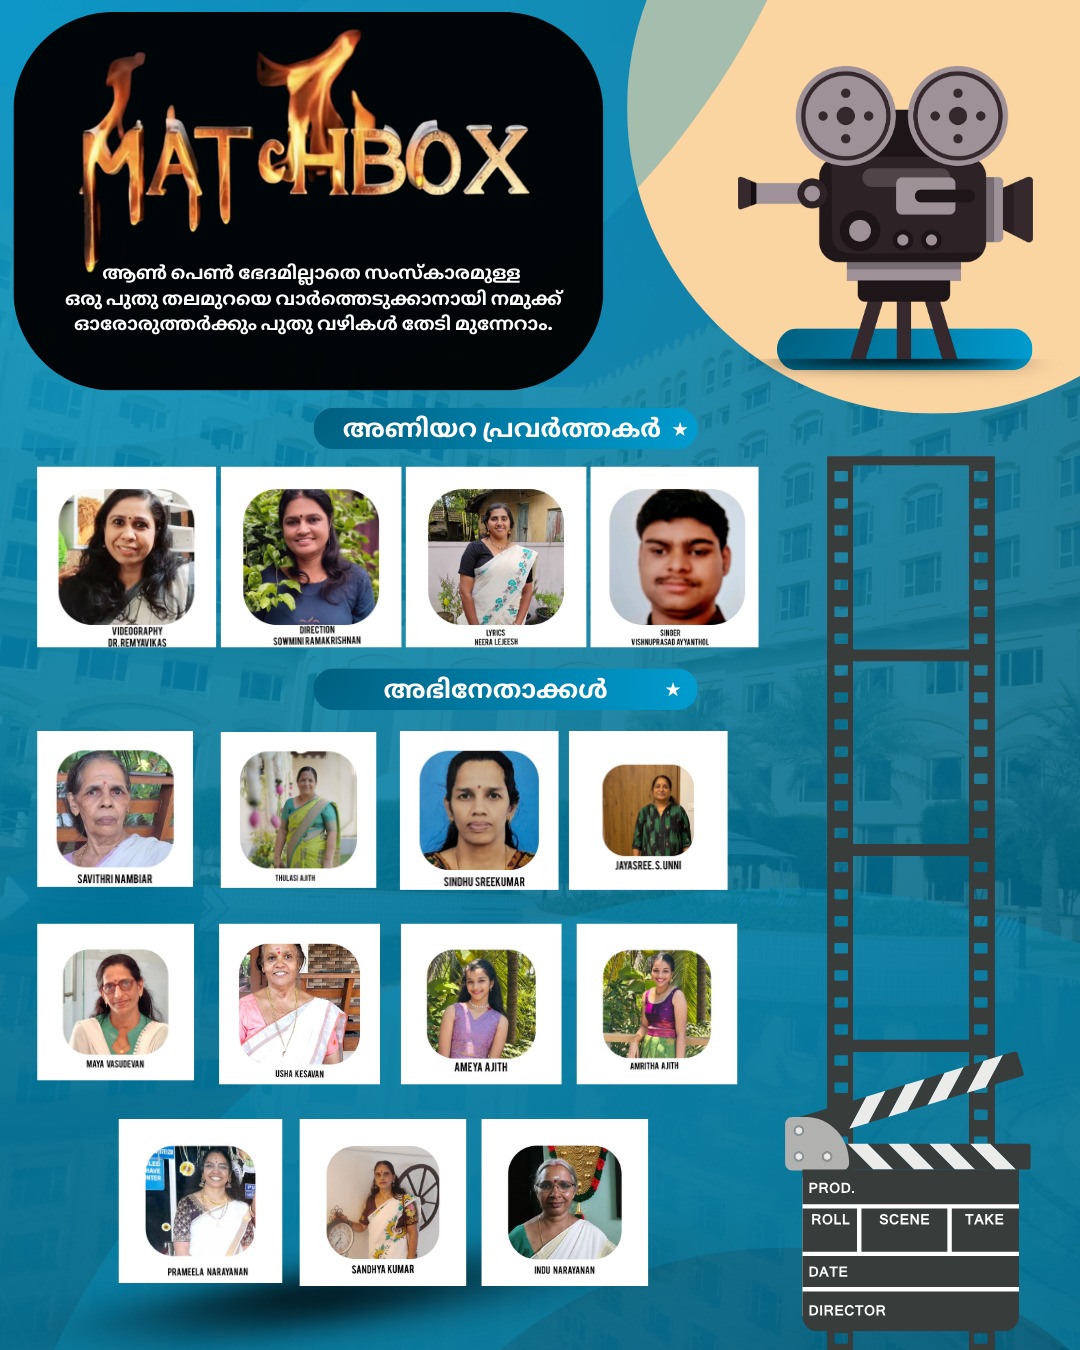 MATCHBOX
ആൺ പെൺ ഭേദമില്ലാതെ സംസ്കാരമുള്ള
ഒരു പുതു തലമുറയെ വാർത്തെടുക്കാനായി നമുക്ക്
ഓരോരുത്തർക്കും പുതു വഴികൾ തേടി മുന്നേറാം.
അണിയറ പ്രവർത്തകർ ★
VIDEOGRAPHY
DR.REMYAVIKAS
DIRECTION
SOWMINI RAMAKRISHNAN
LYRICS
HEERA LEJEESH
SINGER
VISHNUPRASAD AYYANTHOL
അഭിനേതാക്കൾ ★
SAVITHRI NAMBIAR
THULASI AJITH
SINDHU SREEKUMAR
JAYASREE.S.UNNI
MAYA VASUDEVAN
USHA KESAVAN
AMEYA AJITH
AMRITHA AJITH
PRAMEELA NARAYANAN
SANDHYA KUMAR
INDU NARAYANAN
PROD.
ROLL SCENE TAKE
DATE
DIRECTOR